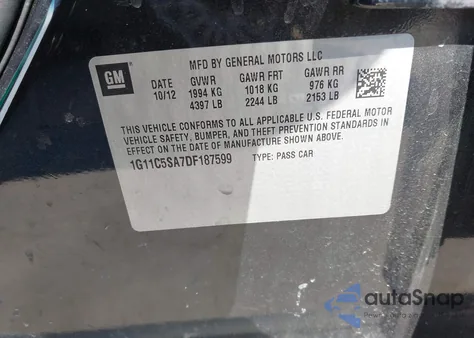 MFD BY GENERAL MOTORS LLC
GM
DATE GVWR GAWR FRT GAWR RR
10/12 1994 KG 1018 KG 976 KG
4397 LB 2244 LB 2153 LB
THIS VEHICLE CONFORMS TO ALL APPLICABLE U.S. FEDERAL MOTOR
VEHICLE SAFETY, BUMPER, AND THEFT PREVENTION STANDARDS IN
EFFECT ON THE DATE OF MANUFACTURE SHOWN ABOVE.
1G11C5SA7DF187599 TYPE: PASS CAR
autoSnap